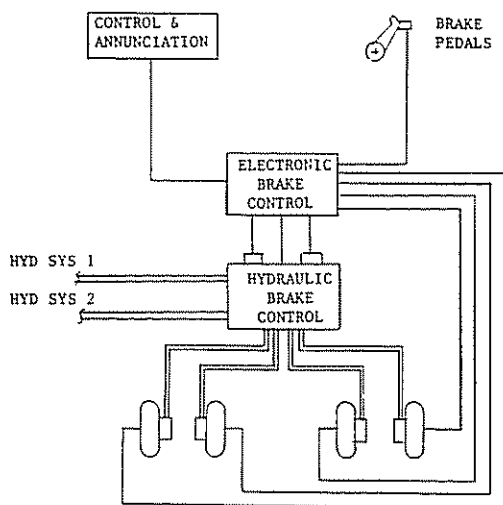 CONTROL &
ANNUNCIATION
BRAKE
PEDALS
ELECTRONIC
BRAKE
CONTROL
HYD SYS 1
HYD SYS 2
HYDRAULIC
BRAKE
CONTROL